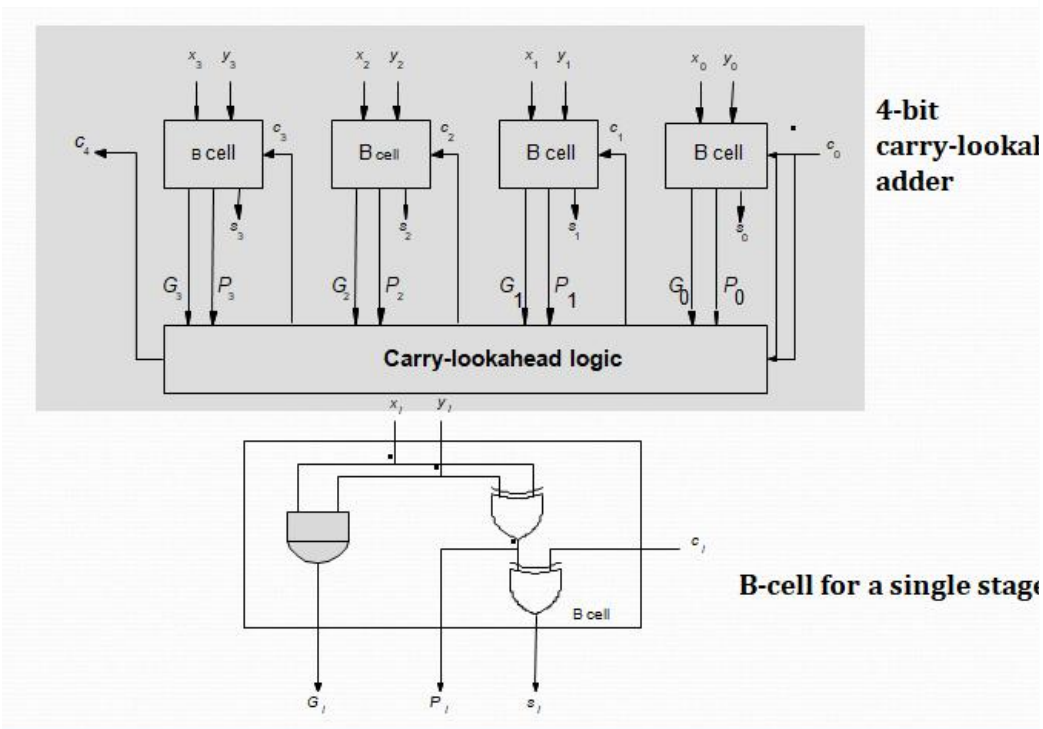 x₃ y₃ x₂ y₂ x₁ y₁ x₀ y₀
4-bit
carry-lookah
adder
c₄ B cell c₃ B cell c₂ B cell c₁ B cell c₀
s₃ s₂ s₁ s₀
G₃ P₃ G₂ P₂ G₁ P₁ G₀ P₀
Carry-lookahead logic
xᵢ yᵢ
cᵢ
B-cell for a single stage
B cell
Gᵢ Pᵢ sᵢ